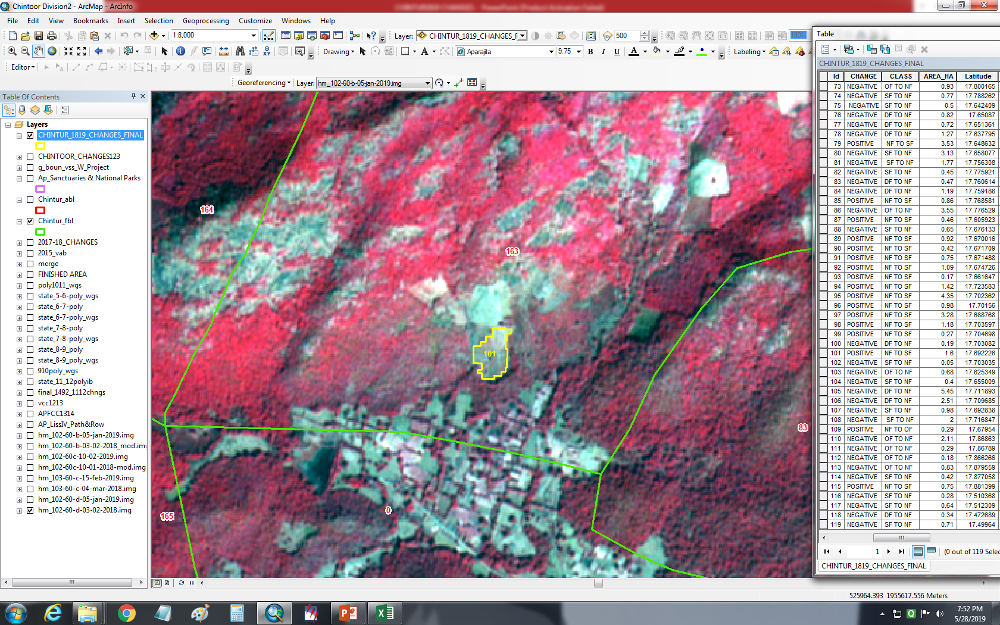 Chintoor Division2 - ArcMap - ArcInfo
File Edit View Bookmarks Insert Selection Geoprocessing Customize Windows Help
1:8,000
Layer: CHINTUR_1819_CHANGES_F
500
100%
Drawing
Aparajita
9.75
B I U A
Labeling
Editor
Georeferencing Layer: hm_102-60-b-05-jan-2019.img
Table Of Contents
Layers
CHINTUR_1819_CHANGES_FINAL
CHINTOOR_CHANGES123
g_boun_vss_W_Project
Ap_Sanctuaries & National Parks
Chintur_abl
Chintur_fbl
2017-18_CHANGES
2015_vab
merge
FINISHED AREA
poly1011_wgs
state_5-6-poly_wgs
state_6-7-poly
state_6-7-poly_wgs
state_7-8-poly
state_7-8-poly_wgs
state_8-9_poly
state_8-9_poly_wgs
910poly_wgs
state_11_12polyib
final_1492_1112chngs
vcc1213
APFCC1314
AP_LissIV_Path&Row
hm_102-60-b-05-jan-2019.img
hm_102-60-b-03-02-2018_mod.img
hm_102-60c-10-02-2019.img
hm_102-60c-10-01-2018-mod.img
hm_103-60-c-15-feb-2019.img
hm_103-60-c-04-mar-2018.img
hm_102-60-d-05-jan-2019.img
hm_102-60-d-03-02-2018.img
164
163
101
83
165
0
Table
CHINTUR_1819_CHANGES_FINAL
Id CHANGE CLASS AREA_HA Latitude
73 NEGATIVE OF TO NF 0.93 17.800165
74 NEGATIVE SF TO NF 0.77 17.788262
75 NEGATIVE SF TO NF 0.5 17.642409
76 NEGATIVE DF TO NF 0.82 17.65087
77 NEGATIVE DF TO NF 0.72 17.651361
78 NEGATIVE DF TO NF 1.27 17.637795
79 POSITIVE NF TO SF 3.53 17.648632
80 NEGATIVE SF TO NF 3.13 17.658077
81 NEGATIVE SF TO NF 1.77 17.756308
82 NEGATIVE SF TO NF 0.45 17.775921
83 NEGATIVE DF TO NF 0.47 17.760614
84 NEGATIVE DF TO NF 1.19 17.759186
85 POSITIVE NF TO SF 0.86 17.768581
86 NEGATIVE OF TO NF 3.55 17.776529
87 POSITIVE NF TO SF 0.46 17.605923
88 NEGATIVE SF TO NF 0.65 17.676133
89 POSITIVE NF TO SF 0.92 17.670016
90 POSITIVE NF TO SF 0.42 17.671709
91 POSITIVE NF TO SF 0.75 17.671488
92 POSITIVE NF TO SF 1.09 17.674726
93 POSITIVE NF TO SF 0.17 17.661647
94 POSITIVE NF TO SF 1.42 17.723583
95 POSITIVE NF TO SF 4.35 17.702362
96 POSITIVE NF TO SF 0.98 17.70156
97 POSITIVE NF TO SF 3.28 17.688768
98 POSITIVE NF TO SF 1.18 17.703597
99 POSITIVE NF TO SF 0.27 17.704698
100 NEGATIVE DF TO NF 0.19 17.703082
101 POSITIVE NF TO SF 1.6 17.692226
102 NEGATIVE SF TO NF 0.05 17.703035
103 NEGATIVE OF TO NF 0.68 17.625349
104 NEGATIVE SF TO NF 0.4 17.655009
105 NEGATIVE DF TO NF 5.45 17.711893
106 NEGATIVE DF TO NF 2.51 17.709685
107 NEGATIVE SF TO NF 0.98 17.692838
108 NEGATIVE SF TO NF 2 17.716847
109 POSITIVE NF TO OF 0.29 17.67954
110 NEGATIVE OF TO NF 2.11 17.86863
111 NEGATIVE OF TO NF 0.29 17.86789
112 NEGATIVE OF TO NF 0.18 17.866266
113 NEGATIVE OF TO NF 0.83 17.879559
114 NEGATIVE SF TO NF 0.42 17.877058
115 POSITIVE NF TO SF 0.75 17.881399
116 NEGATIVE SF TO NF 0.28 17.510368
117 NEGATIVE SF TO NF 0.64 17.512309
118 NEGATIVE DF TO NF 0.34 17.472689
119 NEGATIVE SF TO NF 0.71 17.49964
1 (0 out of 119 Selec
CHINTUR_1819_CHANGES_FINAL
525964.393 1955617.556 Meters
7:52 PM
5/28/2019